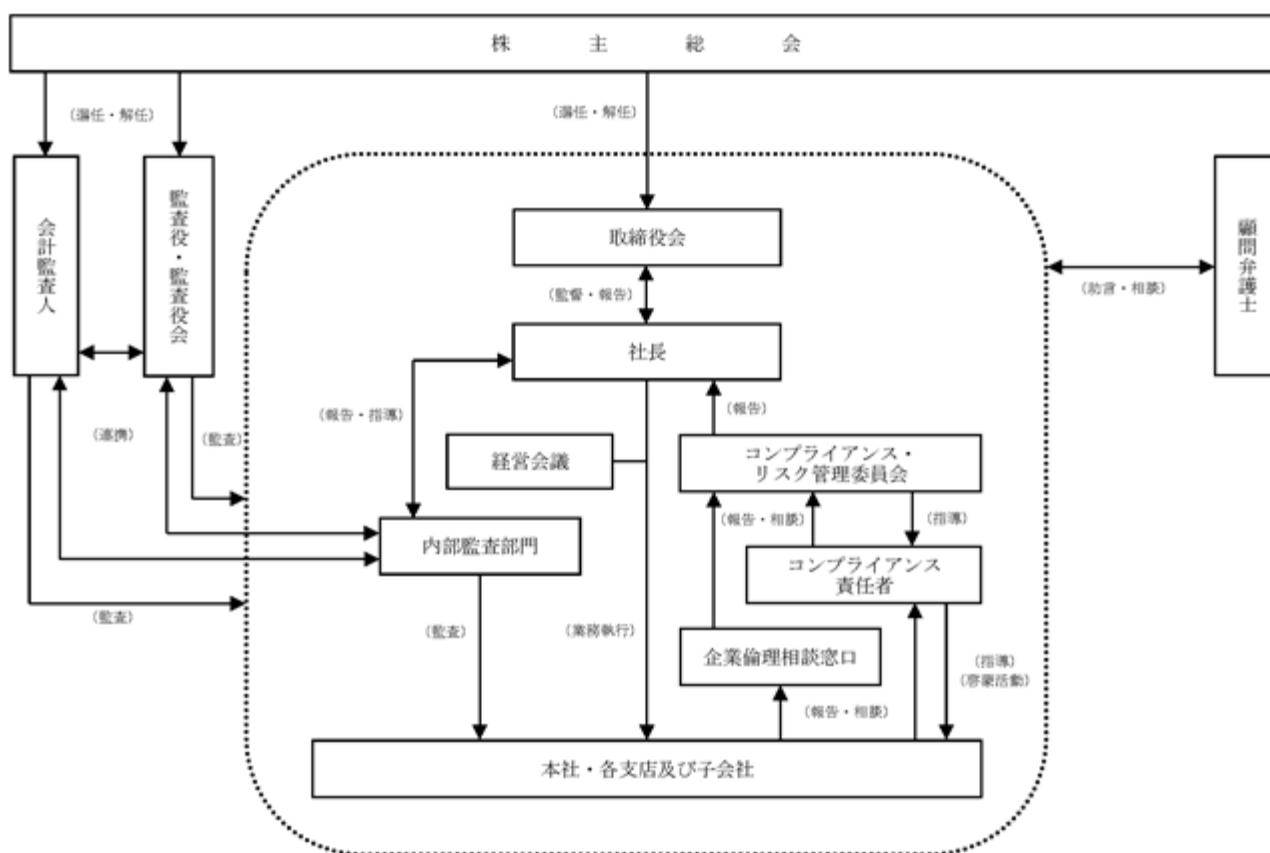 株主総会
（選任・解任）
（選任・解任）
会計監査人
監査役・監査役会
取締役会
顧問弁護士
（監督・報告）
（助言・相談）
社長
（報告・指導）
（報告）
（連携）
（監査）
経営会議
コンプライアンス・
リスク管理委員会
（報告・相談）
（指導）
内部監査部門
コンプライアンス
責任者
（監査）
（監査）
（業務執行）
企業倫理相談窓口
（指導）
（啓蒙活動）
（報告・相談）
本社・各支店及び子会社